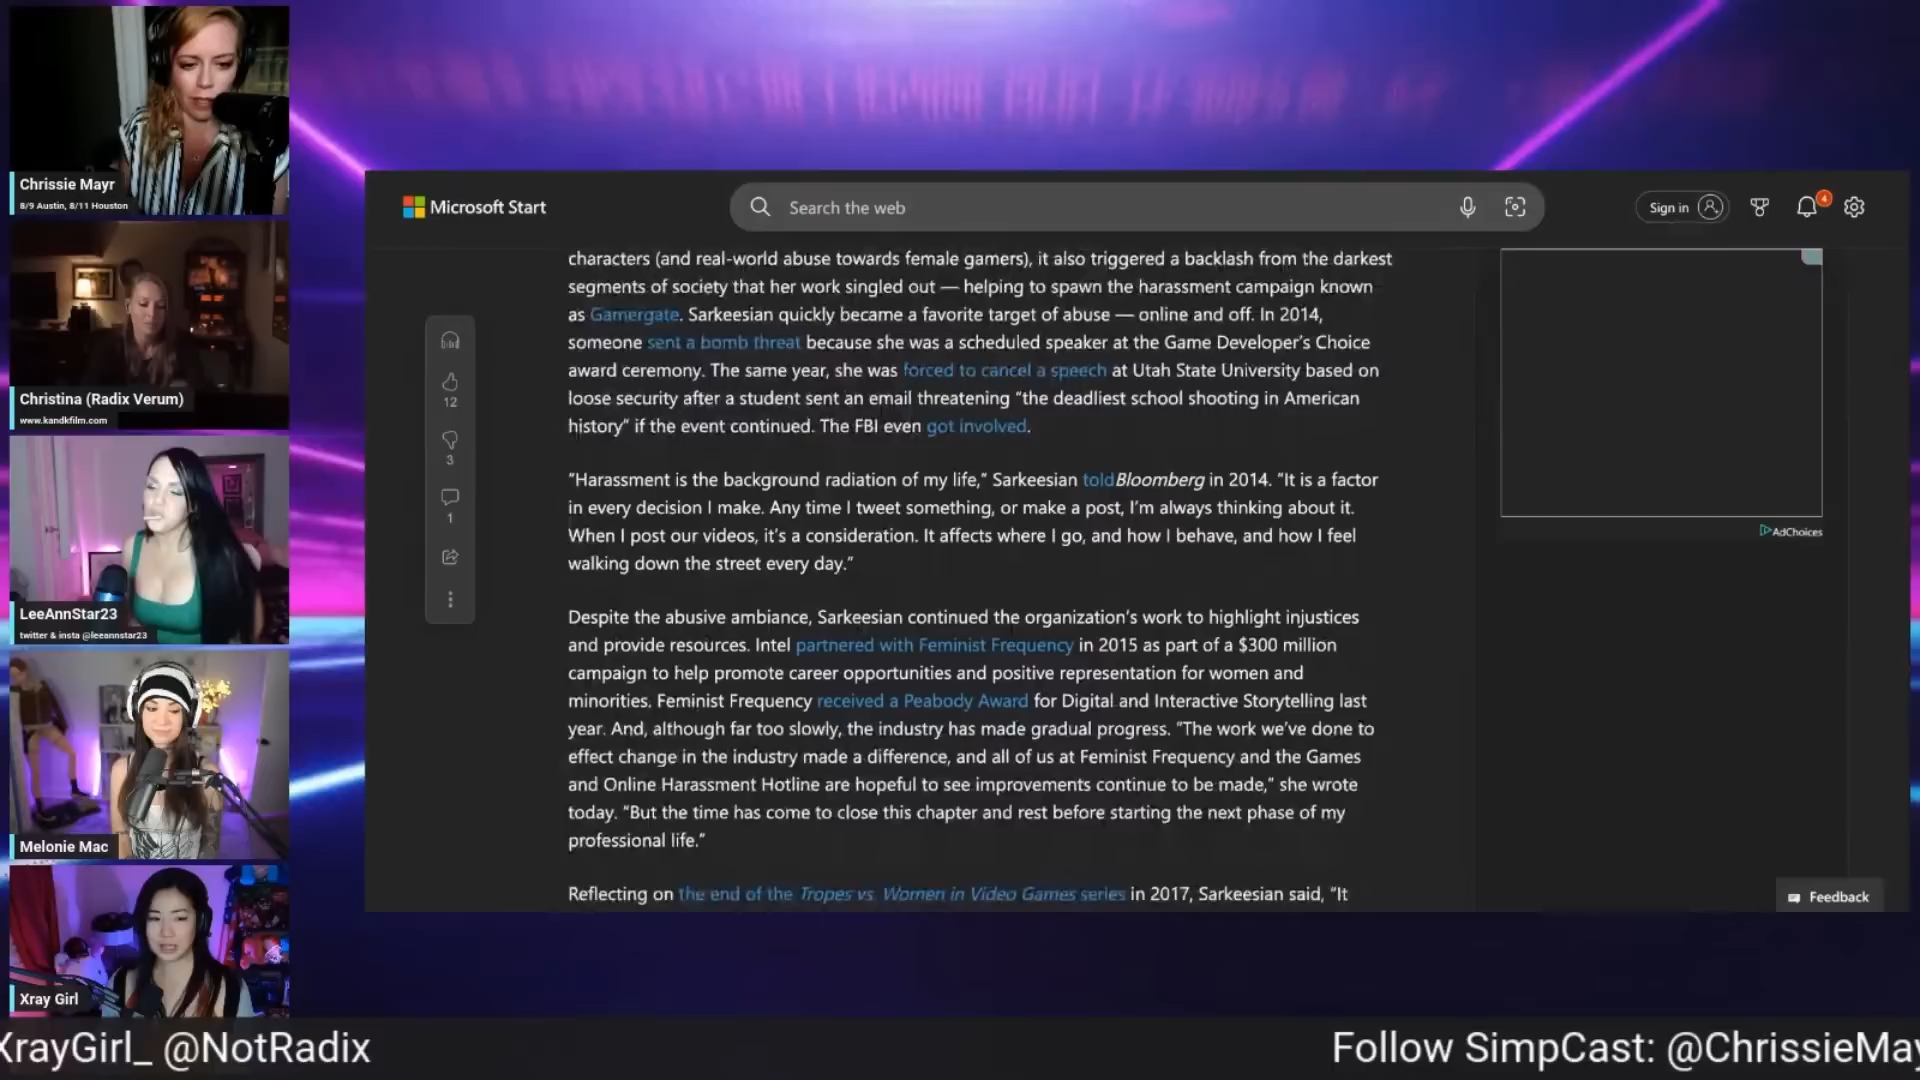 Chrissie Mayr
8/9 Austin, 8/11 Houston
Christina (Radix Verum)
www.kandkfilm.com
LeeAnnStar23
twitter & insta @leeannstar23
Melonie Mac
Xray Girl
Microsoft Start
Search the web
Sign in
4
12
3
1
characters (and real-world abuse towards female gamers), it also triggered a backlash from the darkest
segments of society that her work singled out — helping to spawn the harassment campaign known
as Gamergate. Sarkeesian quickly became a favorite target of abuse — online and off. In 2014,
someone sent a bomb threat because she was a scheduled speaker at the Game Developer's Choice
award ceremony. The same year, she was forced to cancel a speech at Utah State University based on
loose security after a student sent an email threatening "the deadliest school shooting in American
history" if the event continued. The FBI even got involved.
"Harassment is the background radiation of my life," Sarkeesian told Bloomberg in 2014. "It is a factor
in every decision I make. Any time I tweet something, or make a post, I'm always thinking about it.
When I post our videos, it's a consideration. It affects where I go, and how I behave, and how I feel
walking down the street every day."
Despite the abusive ambiance, Sarkeesian continued the organization's work to highlight injustices
and provide resources. Intel partnered with Feminist Frequency in 2015 as part of a $300 million
campaign to help promote career opportunities and positive representation for women and
minorities. Feminist Frequency received a Peabody Award for Digital and Interactive Storytelling last
year. And, although far too slowly, the industry has made gradual progress. "The work we've done to
effect change in the industry made a difference, and all of us at Feminist Frequency and the Games
and Online Harassment Hotline are hopeful to see improvements continue to be made," she wrote
today. "But the time has come to close this chapter and rest before starting the next phase of my
professional life."
Reflecting on the end of the Tropes vs. Women in Video Games series in 2017, Sarkeesian said, "It
AdChoices
Feedback
XrayGirl_ @NotRadix
Follow SimpCast: @ChrissieMay